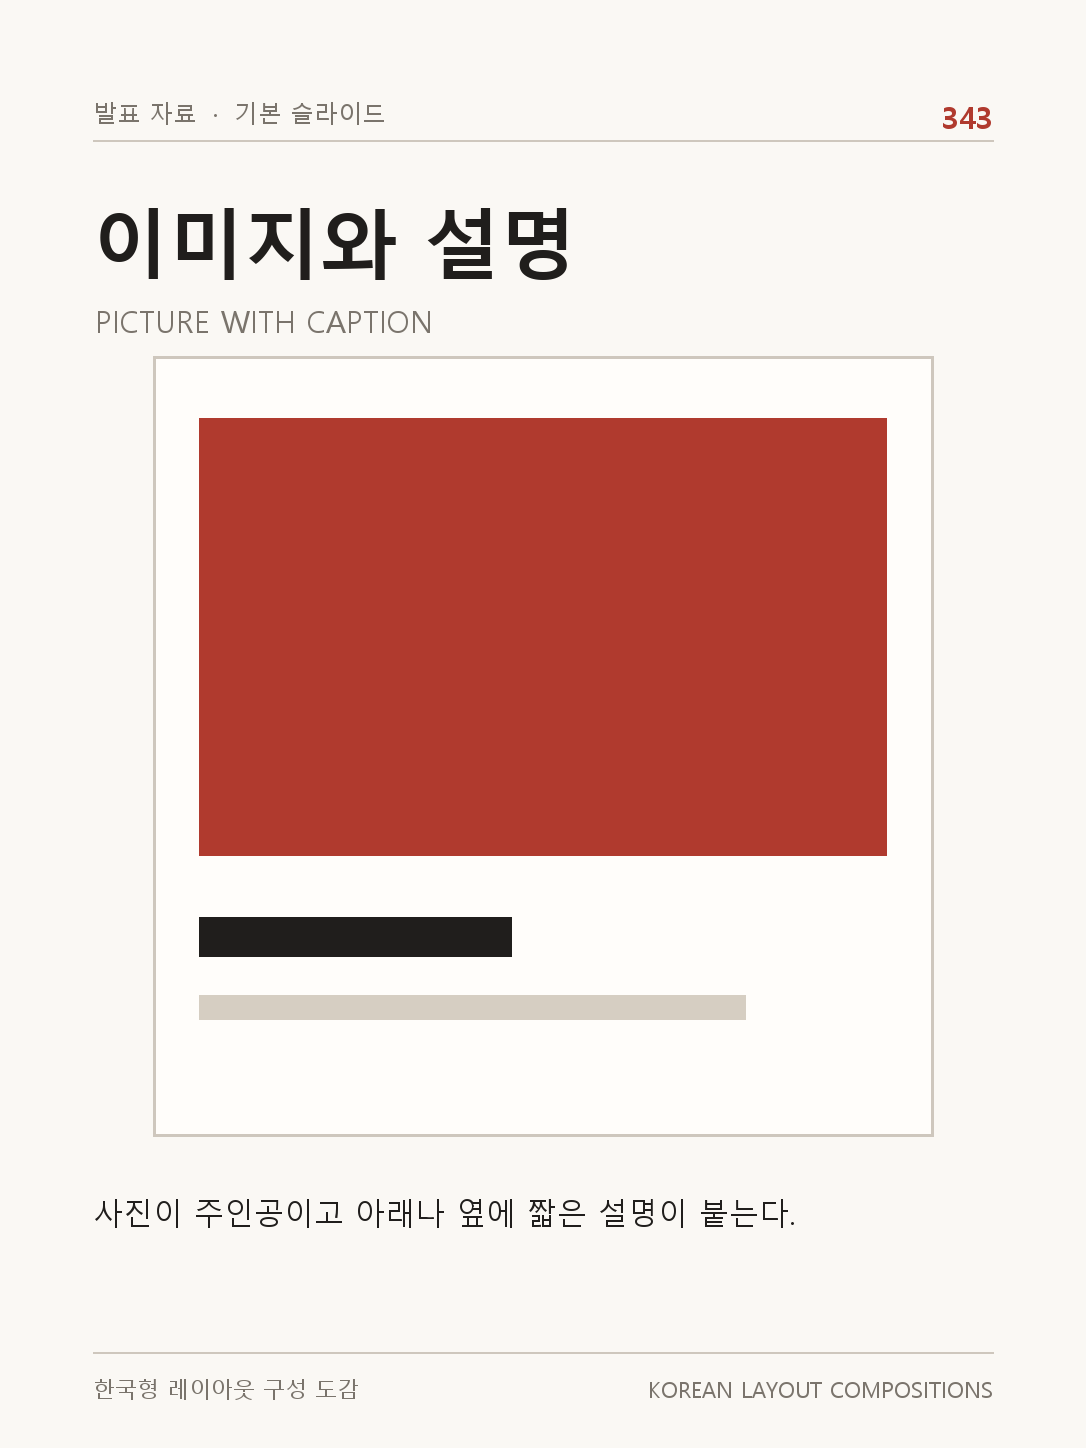 발표 자료 · 기본 슬라이드
343
이미지와 설명
PICTURE WITH CAPTION
사진이 주인공이고 아래나 옆에 짧은 설명이 붙는다.
한국형 레이아웃 구성 도감
KOREAN LAYOUT COMPOSITIONS